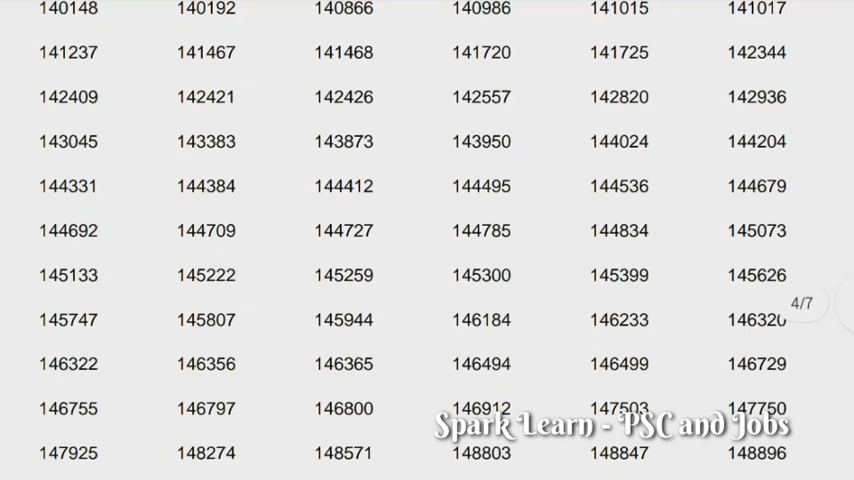 140148 140192 140866 140986 141015 141017
141237 141467 141468 141720 141725 142344
142409 142421 142426 142557 142820 142936
143045 143383 143873 143950 144024 144204
144331 144384 144412 144495 144536 144679
144692 144709 144727 144785 144834 145073
145133 145222 145259 145300 145399 145626
4/7
145747 145807 145944 146184 146233 146320
146322 146356 146365 146494 146499 146729
146755 146797 146800 146912 147503 147750
Spark Learn - PSC and Jobs
147925 148274 148571 148803 148847 148896